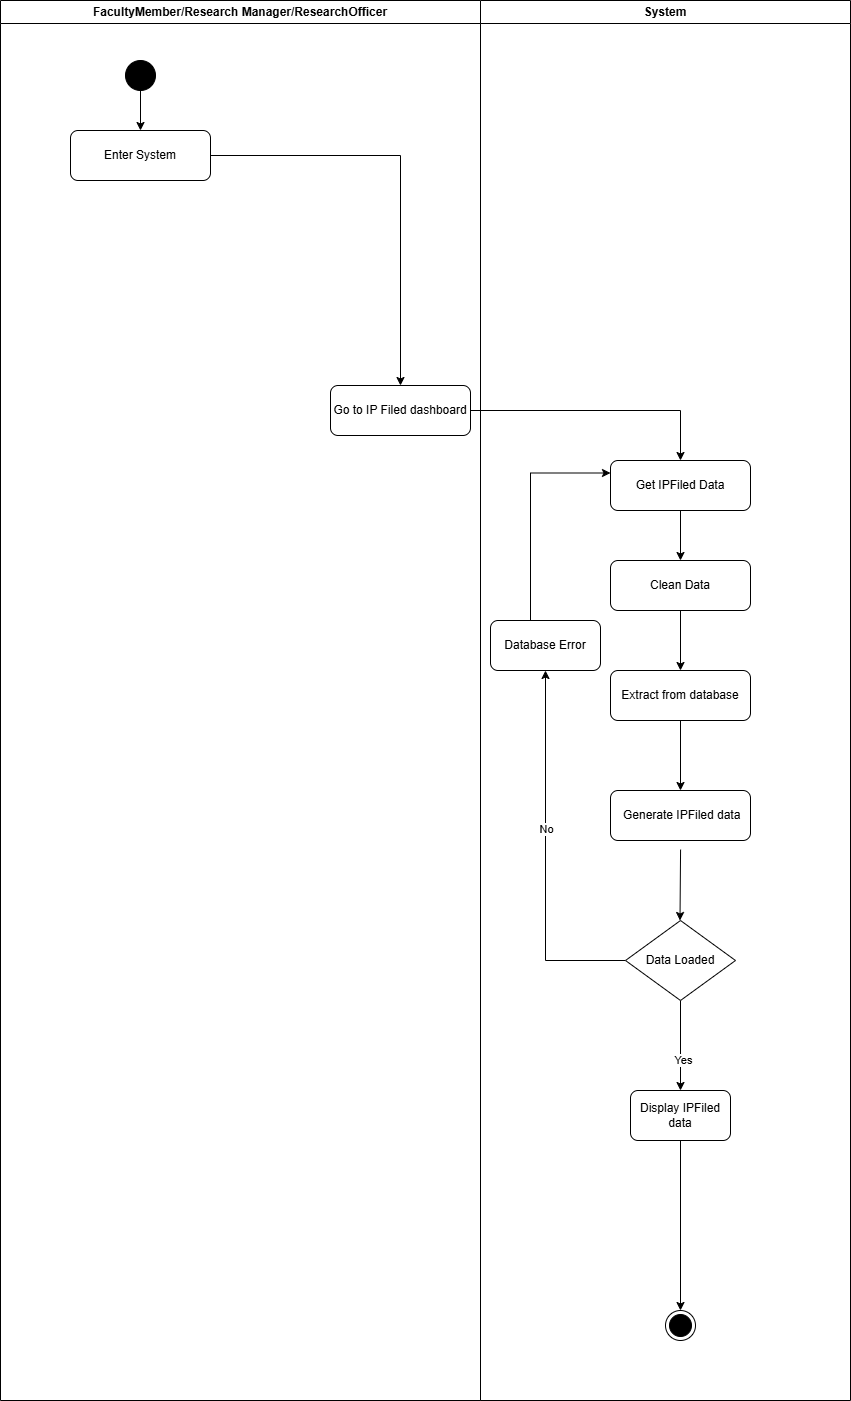 FacultyMember/Research Manager/ResearchOfficer
System
Enter System
Go to IP Filed dashboard
Get IPFiled Data
Clean Data
Database Error
Extract from database
Generate IPFiled data
No
Data Loaded
Yes
Display IPFiled
data